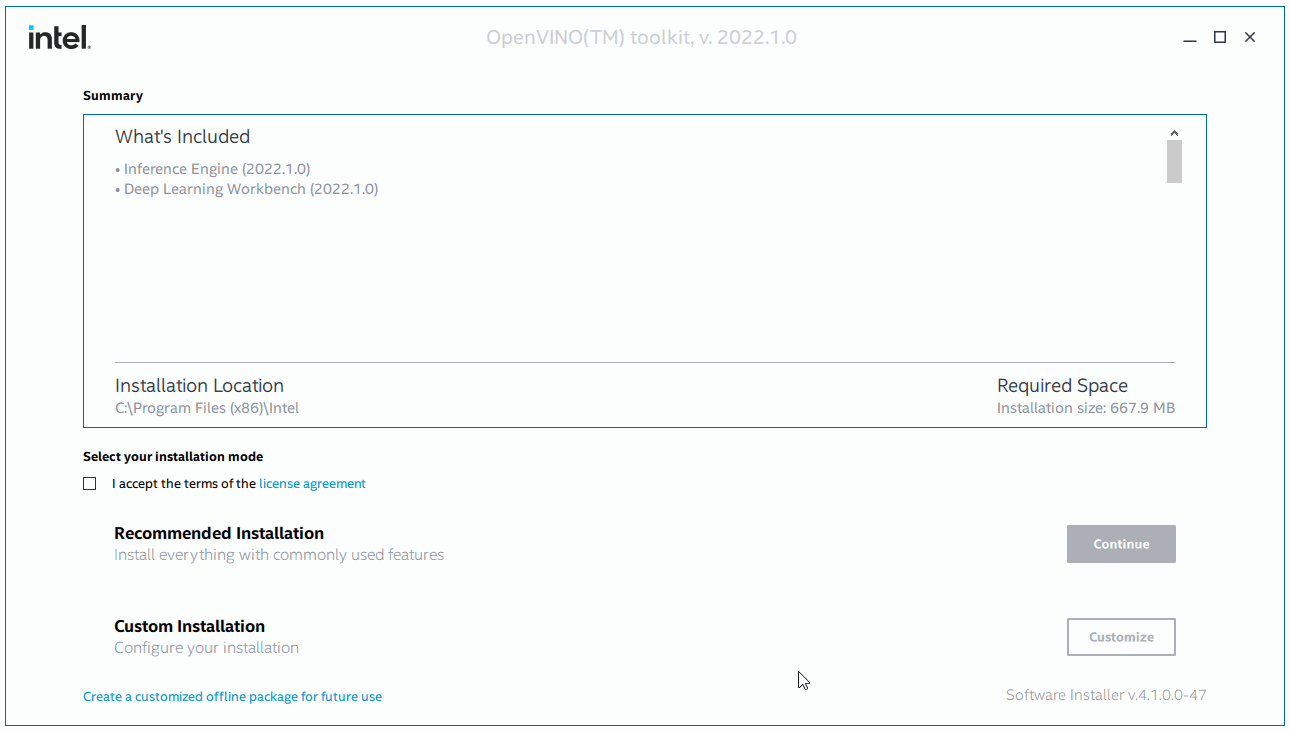 intel.
OpenVINO(TM) toolkit, v. 2022.1.0
Summary
What's Included
• Inference Engine (2022.1.0)
• Deep Learning Workbench (2022.1.0)
Installation Location
C:\Program Files (x86)\Intel
Required Space
Installation size: 667.9 MB
Select your installation mode
I accept the terms of the license agreement
Recommended Installation
Install everything with commonly used features
Continue
Custom Installation
Configure your installation
Customize
Create a customized offline package for future use
Software Installer v.4.1.0.0-47